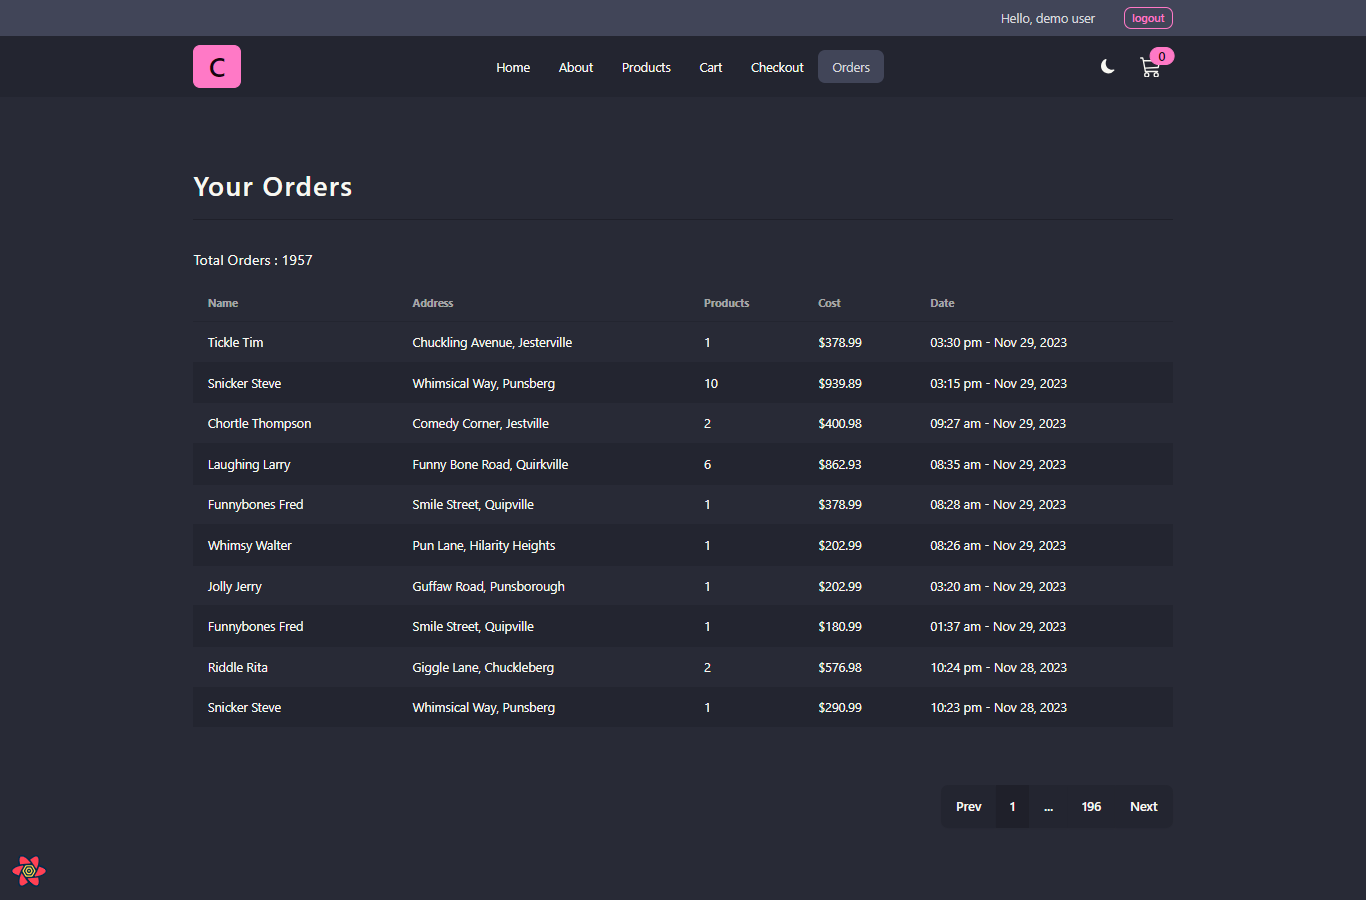 Hello, demo user logout
C Home About Products Cart Checkout Orders 0
Your Orders
Total Orders : 1957
Name Address Products Cost Date
Tickle Tim Chuckling Avenue, Jesterville 1 $378.99 03:30 pm - Nov 29, 2023
Snicker Steve Whimsical Way, Punsberg 10 $939.89 03:15 pm - Nov 29, 2023
Chortle Thompson Comedy Corner, Jestville 2 $400.98 09:27 am - Nov 29, 2023
Laughing Larry Funny Bone Road, Quirkville 6 $862.93 08:35 am - Nov 29, 2023
Funnybones Fred Smile Street, Quipville 1 $378.99 08:28 am - Nov 29, 2023
Whimsy Walter Pun Lane, Hilarity Heights 1 $202.99 08:26 am - Nov 29, 2023
Jolly Jerry Guffaw Road, Punsborough 1 $202.99 03:20 am - Nov 29, 2023
Funnybones Fred Smile Street, Quipville 1 $180.99 01:37 am - Nov 29, 2023
Riddle Rita Giggle Lane, Chuckleberg 2 $576.98 10:24 pm - Nov 28, 2023
Snicker Steve Whimsical Way, Punsberg 1 $290.99 10:23 pm - Nov 28, 2023
Prev 1 ... 196 Next